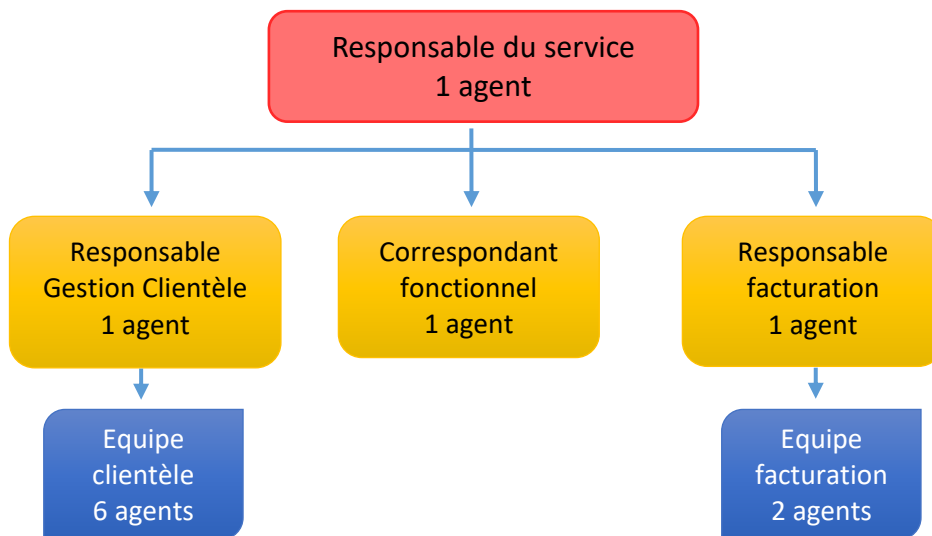 Responsable du service
1 agent
Responsable
Gestion Clientèle
1 agent
Correspondant
fonctionnel
1 agent
Responsable
facturation
1 agent
Equipe
clientèle
6 agents
Equipe
facturation
2 agents